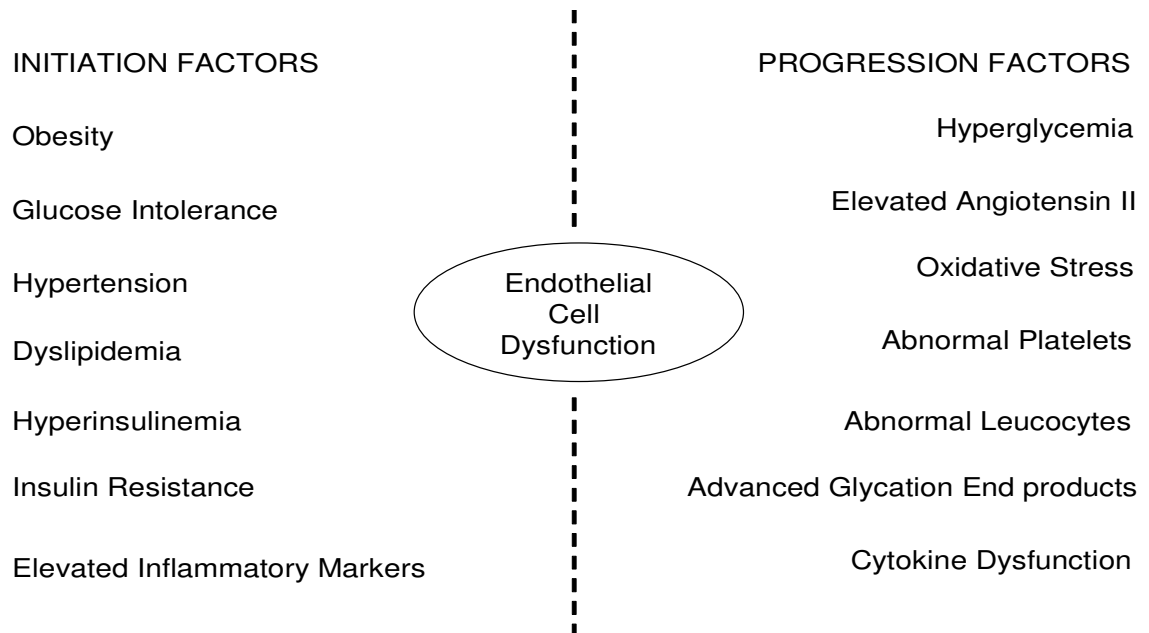 INITIATION FACTORS
Obesity
Glucose Intolerance
Hypertension
Dyslipidemia
Hyperinsulinemia
Insulin Resistance
Elevated Inflammatory Markers
Endothelial
Cell
Dysfunction
PROGRESSION FACTORS
Hyperglycemia
Elevated Angiotensin II
Oxidative Stress
Abnormal Platelets
Abnormal Leucocytes
Advanced Glycation End products
Cytokine Dysfunction